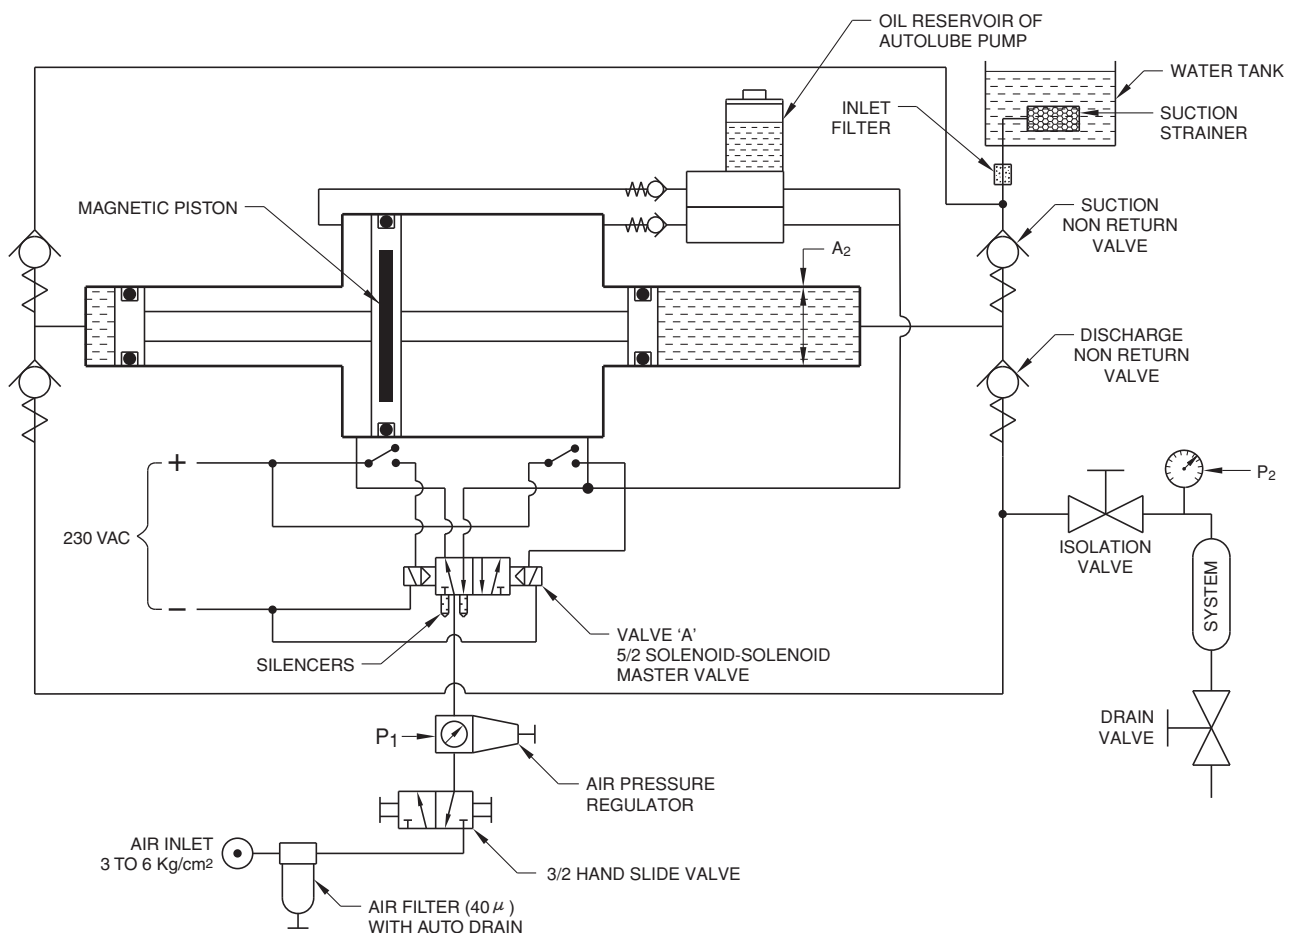 OIL RESERVOIR OF
AUTOLUBE PUMP
WATER TANK
INLET
FILTER
SUCTION
STRAINER
MAGNETIC PISTON
SUCTION
NON RETURN
VALVE
A2
DISCHARGE
NON RETURN
VALVE
+
P2
230 VAC
ISOLATION
VALVE
SYSTEM
−
VALVE ‘A’
5/2 SOLENOID-SOLENOID
MASTER VALVE
SILENCERS
DRAIN
VALVE
P1
AIR PRESSURE
REGULATOR
AIR INLET
3 TO 6 Kg/cm2
3/2 HAND SLIDE VALVE
AIR FILTER (40 μ )
WITH AUTO DRAIN